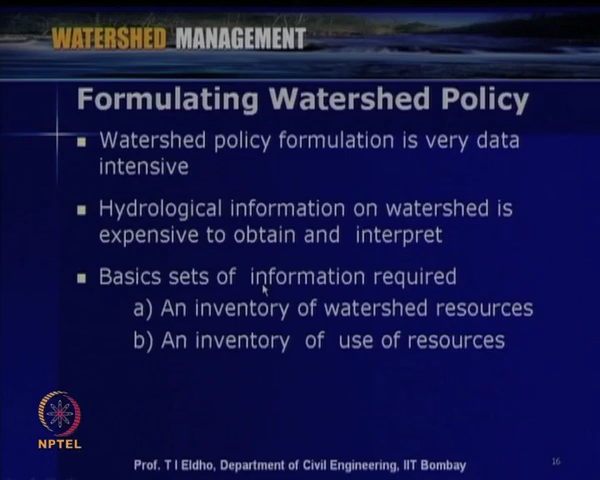 WATERSHED MANAGEMENT
Formulating Watershed Policy
Watershed policy formulation is very data
intensive
Hydrological information on watershed is
expensive to obtain and interpret
Basics sets of information required
a) An inventory of watershed resources
b) An inventory of use of resources
NPTEL
Prof. T I Eldho, Department of Civil Engineering, IIT Bombay
16